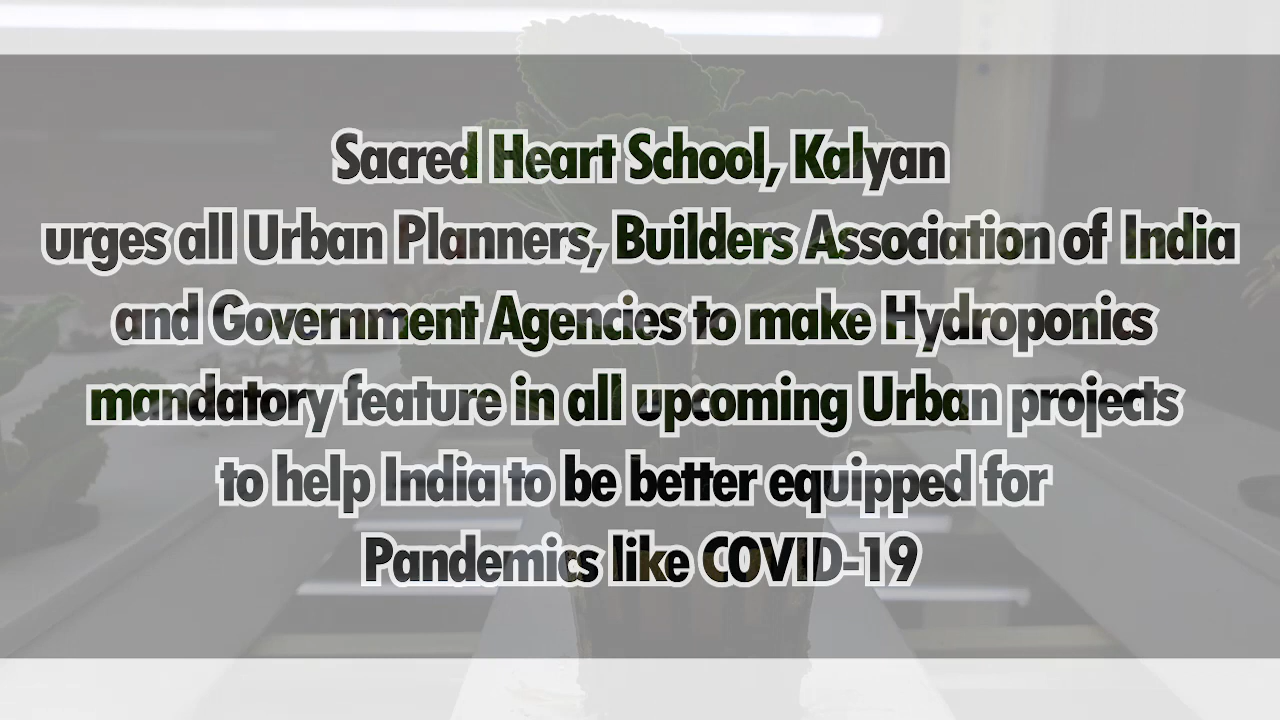 Sacred Heart School, Kalyan
urges all Urban Planners, Builders Association of India
and Government Agencies to make Hydroponics
mandatory feature in all upcoming Urban projects
to help India to be better equipped for
Pandemics like COVID-19